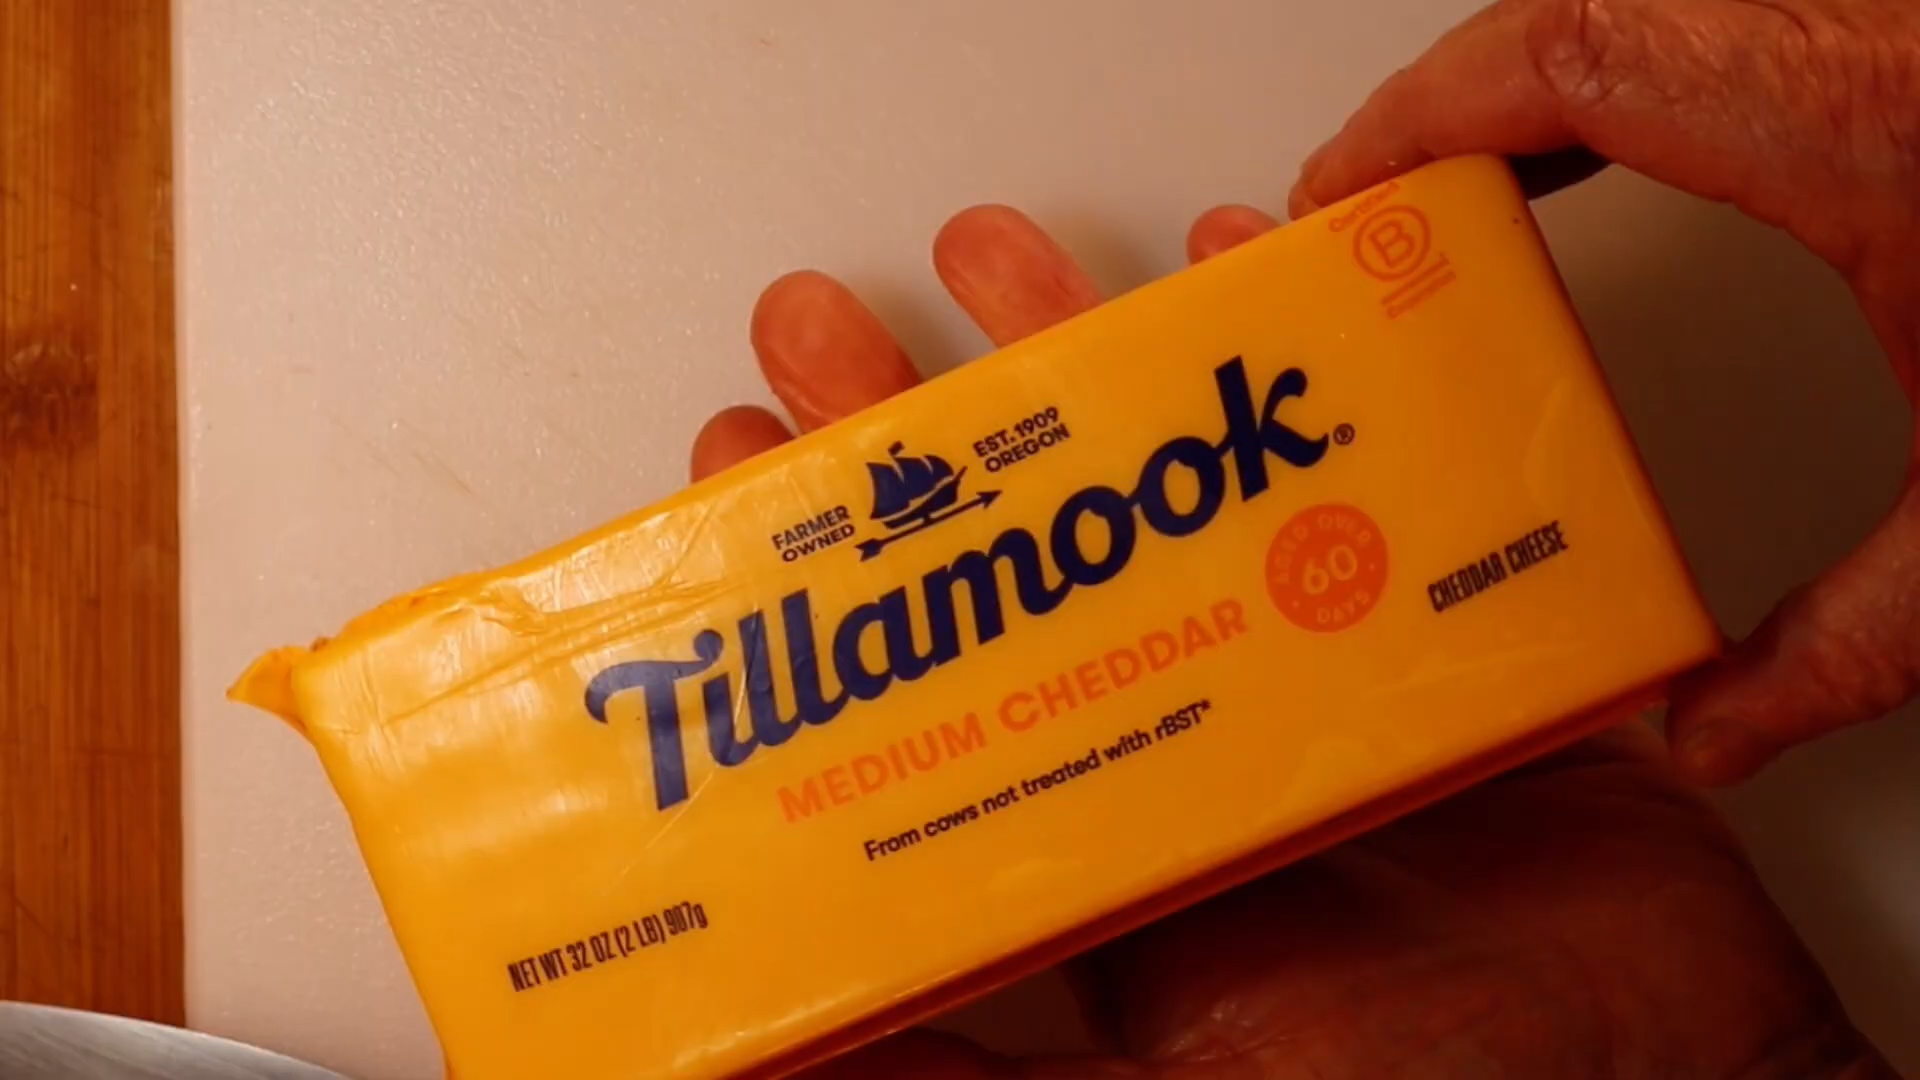 Certified
B
Corp
FARMER
OWNED
EST. 1909
OREGON
Tillamook®
MEDIUM CHEDDAR
AGED OVER
60
DAYS
CHEDDAR CHEESE
From cows not treated with rBST*
NET WT 32 OZ (2 LB) 907g